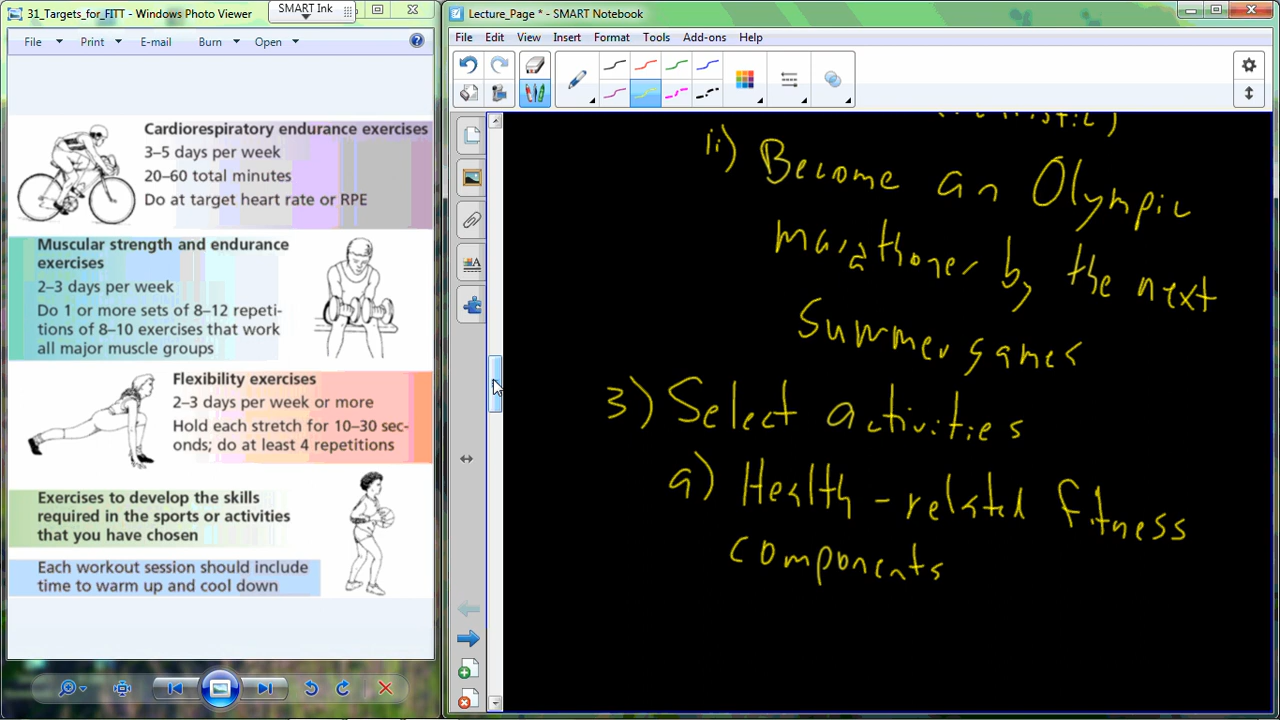 31_Targets_for_FITT - Windows Photo Viewer
SMART Ink
File Print E-mail Burn Open
Cardiorespiratory endurance exercises
3–5 days per week
20–60 total minutes
Do at target heart rate or RPE
Muscular strength and endurance
exercises
2–3 days per week
Do 1 or more sets of 8–12 repeti-
tions of 8–10 exercises that work
all major muscle groups
Flexibility exercises
2–3 days per week or more
Hold each stretch for 10–30 sec-
onds; do at least 4 repetitions
Exercises to develop the skills
required in the sports or activities
that you have chosen
Each workout session should include
time to warm up and cool down
Lecture_Page * - SMART Notebook
File Edit View Insert Format Tools Add-ons Help
ii) Become an Olympic
marathoner by the next
Summer games
3) Select activities
a) Health-related fitness
components